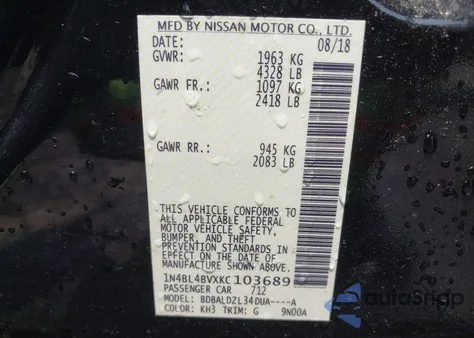 MFD BY NISSAN MOTOR CO., LTD.
DATE: 08/18
GVWR: 1963 KG
4328 LB
GAWR FR.: 1097 KG
2418 LB
GAWR RR.: 945 KG
2083 LB
THIS VEHICLE CONFORMS TO
ALL APPLICABLE FEDERAL
MOTOR VEHICLE SAFETY,
BUMPER, AND THEFT
PREVENTION STANDARDS IN
EFFECT ON THE DATE OF
MANUFACTURE SHOWN ABOVE.
1N4BL4BVXKC103689
PASSENGER CAR 712
MODEL: BDBALDZL34DUA----A
COLOR: KH3 TRIM: G 9N00A
AutoSnap